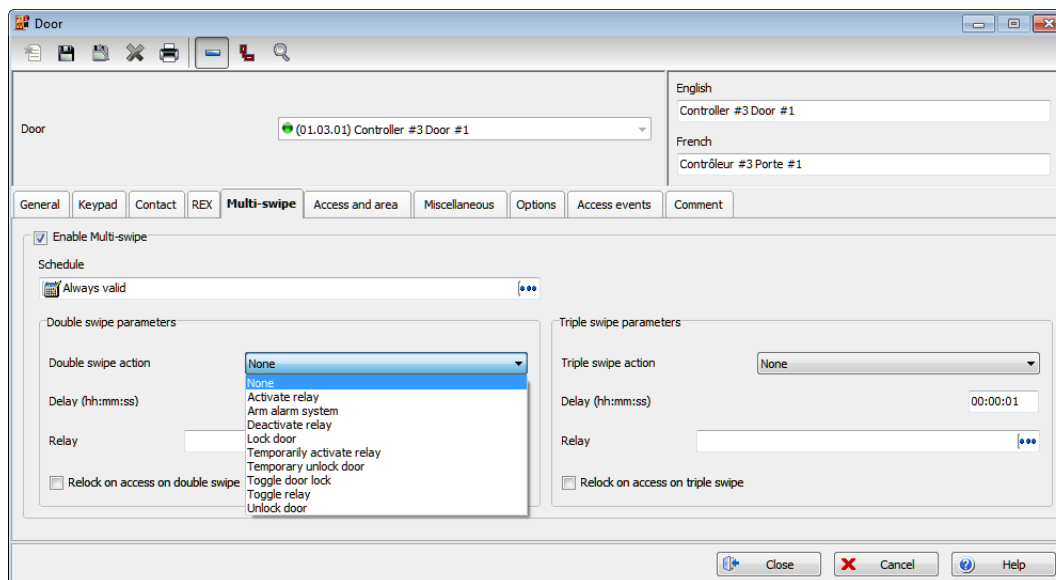 Door
English
Controller #3 Door #1
Door
(01.03.01) Controller #3 Door #1
French
Contrôleur #3 Porte #1
General Keypad Contact REX Multi-swipe Access and area Miscellaneous Options Access events Comment
Enable Multi-swipe
Schedule
Always valid
Double swipe parameters
Double swipe action None
None
Activate relay
Arm alarm system
Deactivate relay
Lock door
Temporarily activate relay
Temporary unlock door
Toggle door lock
Toggle relay
Unlock door
Delay (hh:mm:ss)
Relay
Relock on access on double swipe
Triple swipe parameters
Triple swipe action None
Delay (hh:mm:ss) 00:00:01
Relay
Relock on access on triple swipe
Close Cancel Help